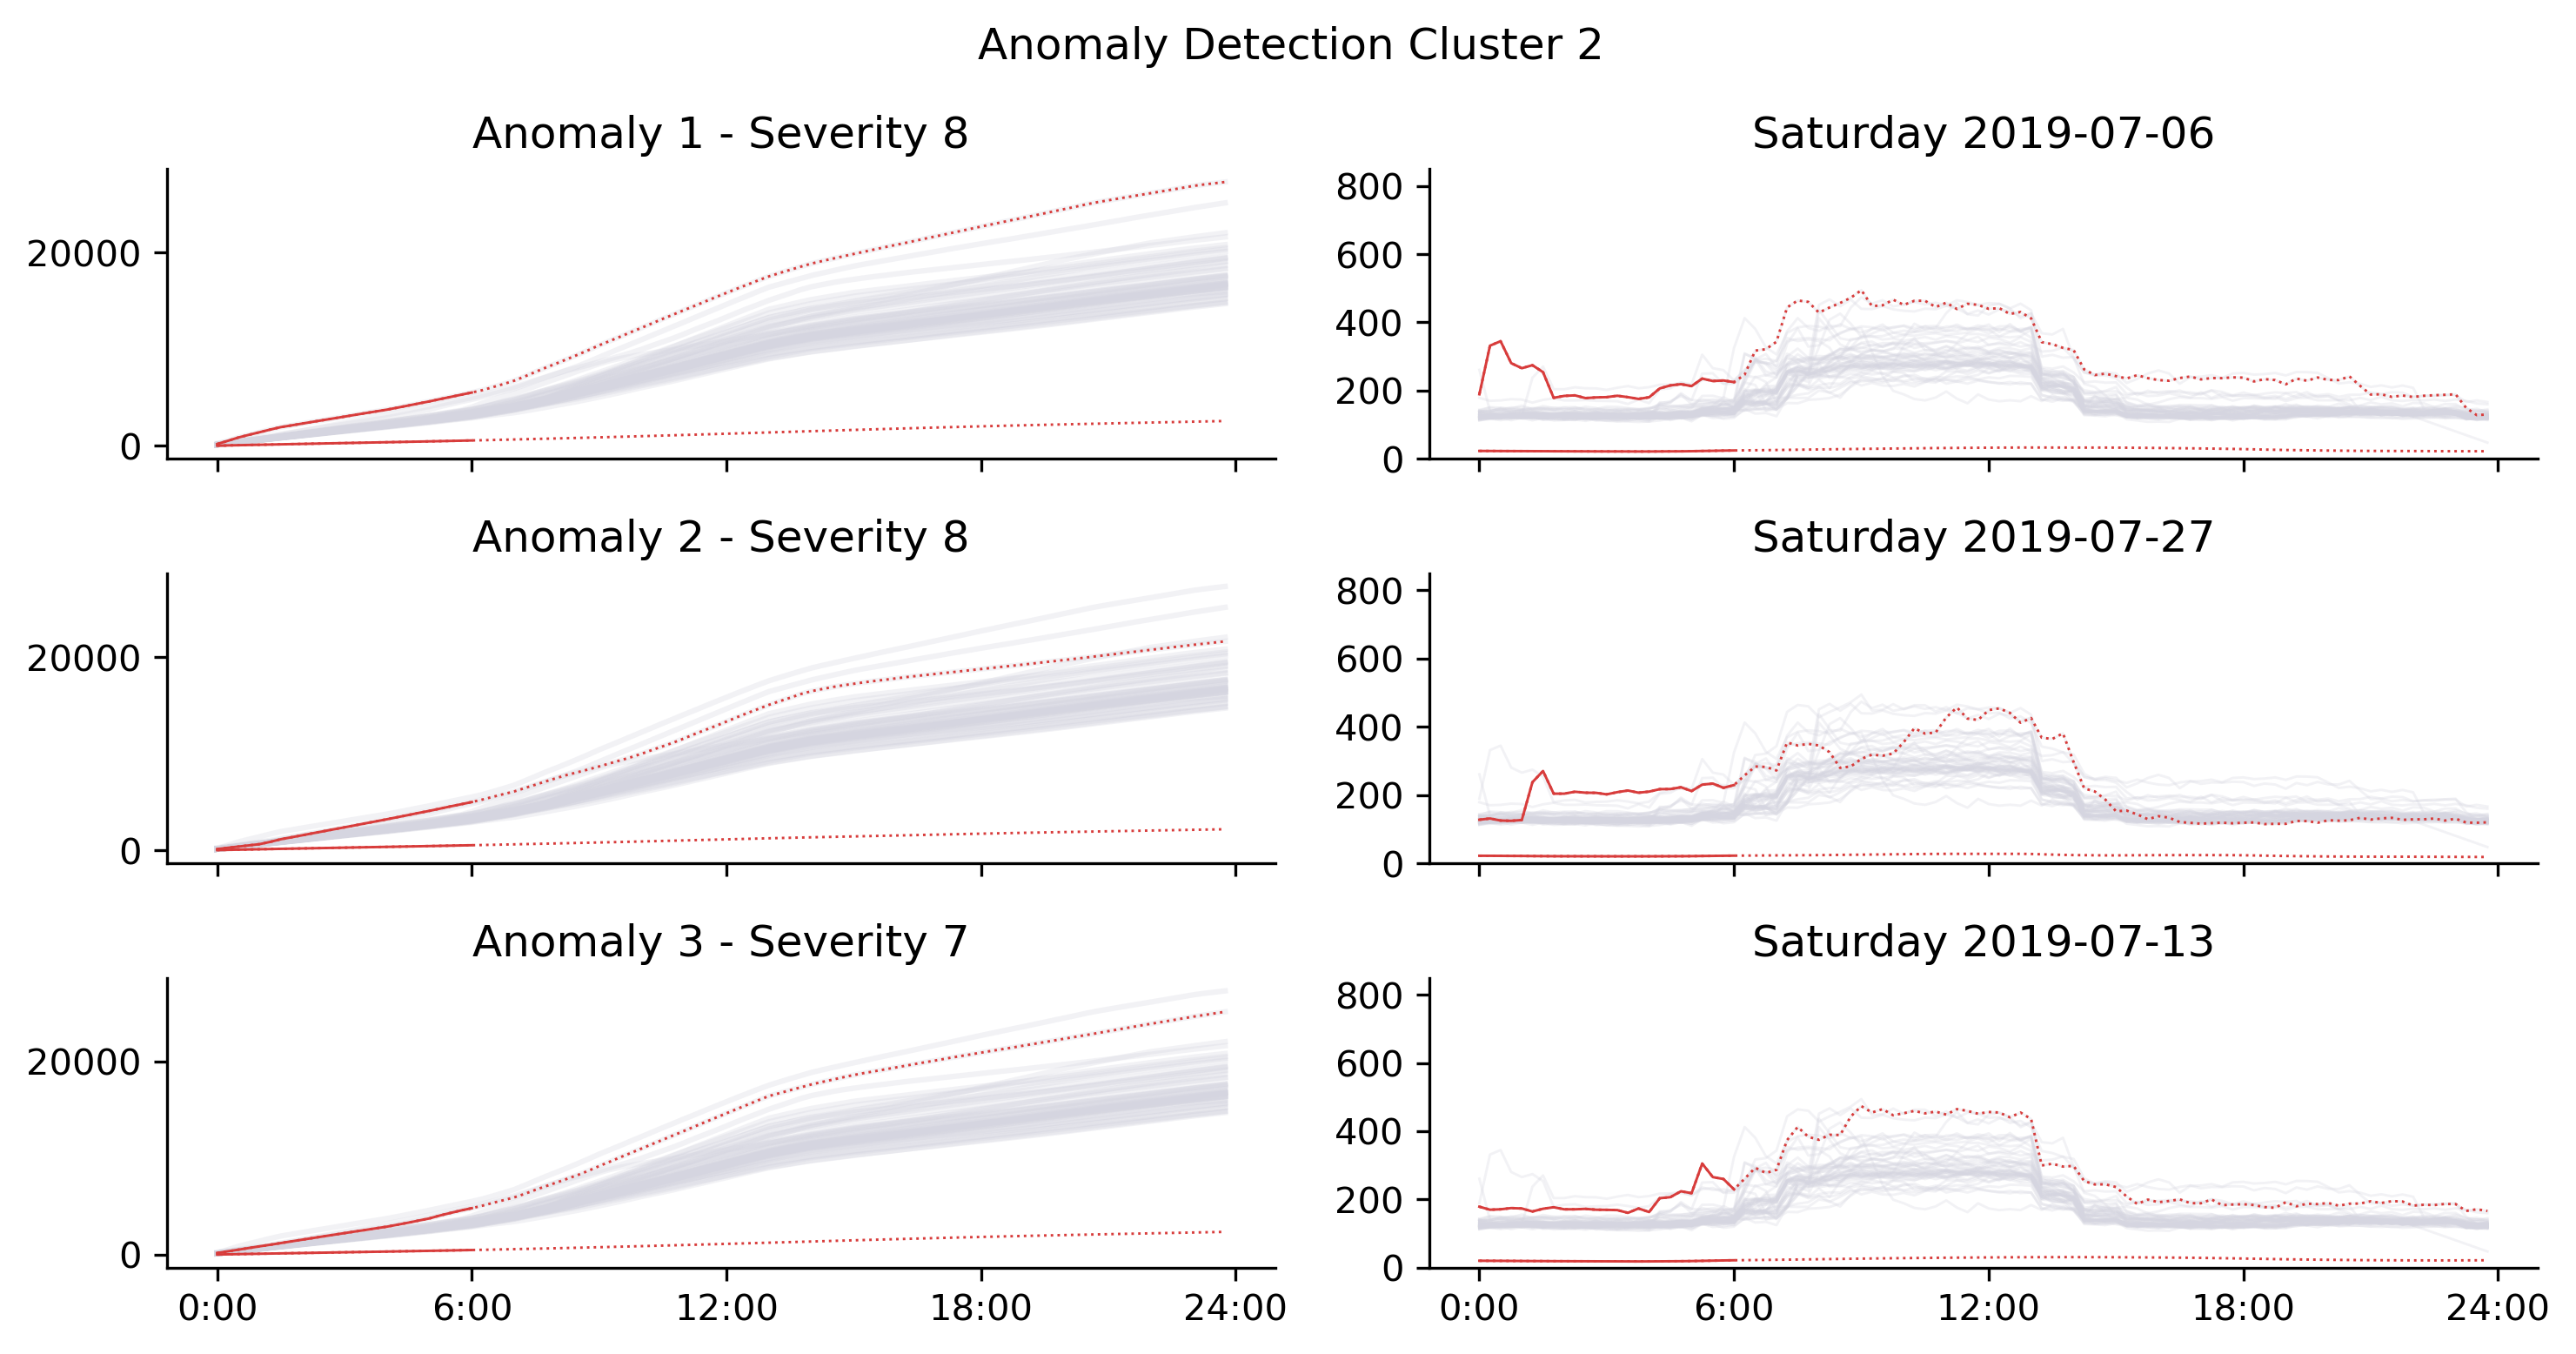 Anomaly Detection Cluster 2
Anomaly 1 - Severity 8
20000
0
Saturday 2019-07-06
800
600
400
200
0
Anomaly 2 - Severity 8
20000
0
Saturday 2019-07-27
800
600
400
200
0
Anomaly 3 - Severity 7
20000
0
0:00 6:00 12:00 18:00 24:00
Saturday 2019-07-13
800
600
400
200
0
0:00 6:00 12:00 18:00 24:00